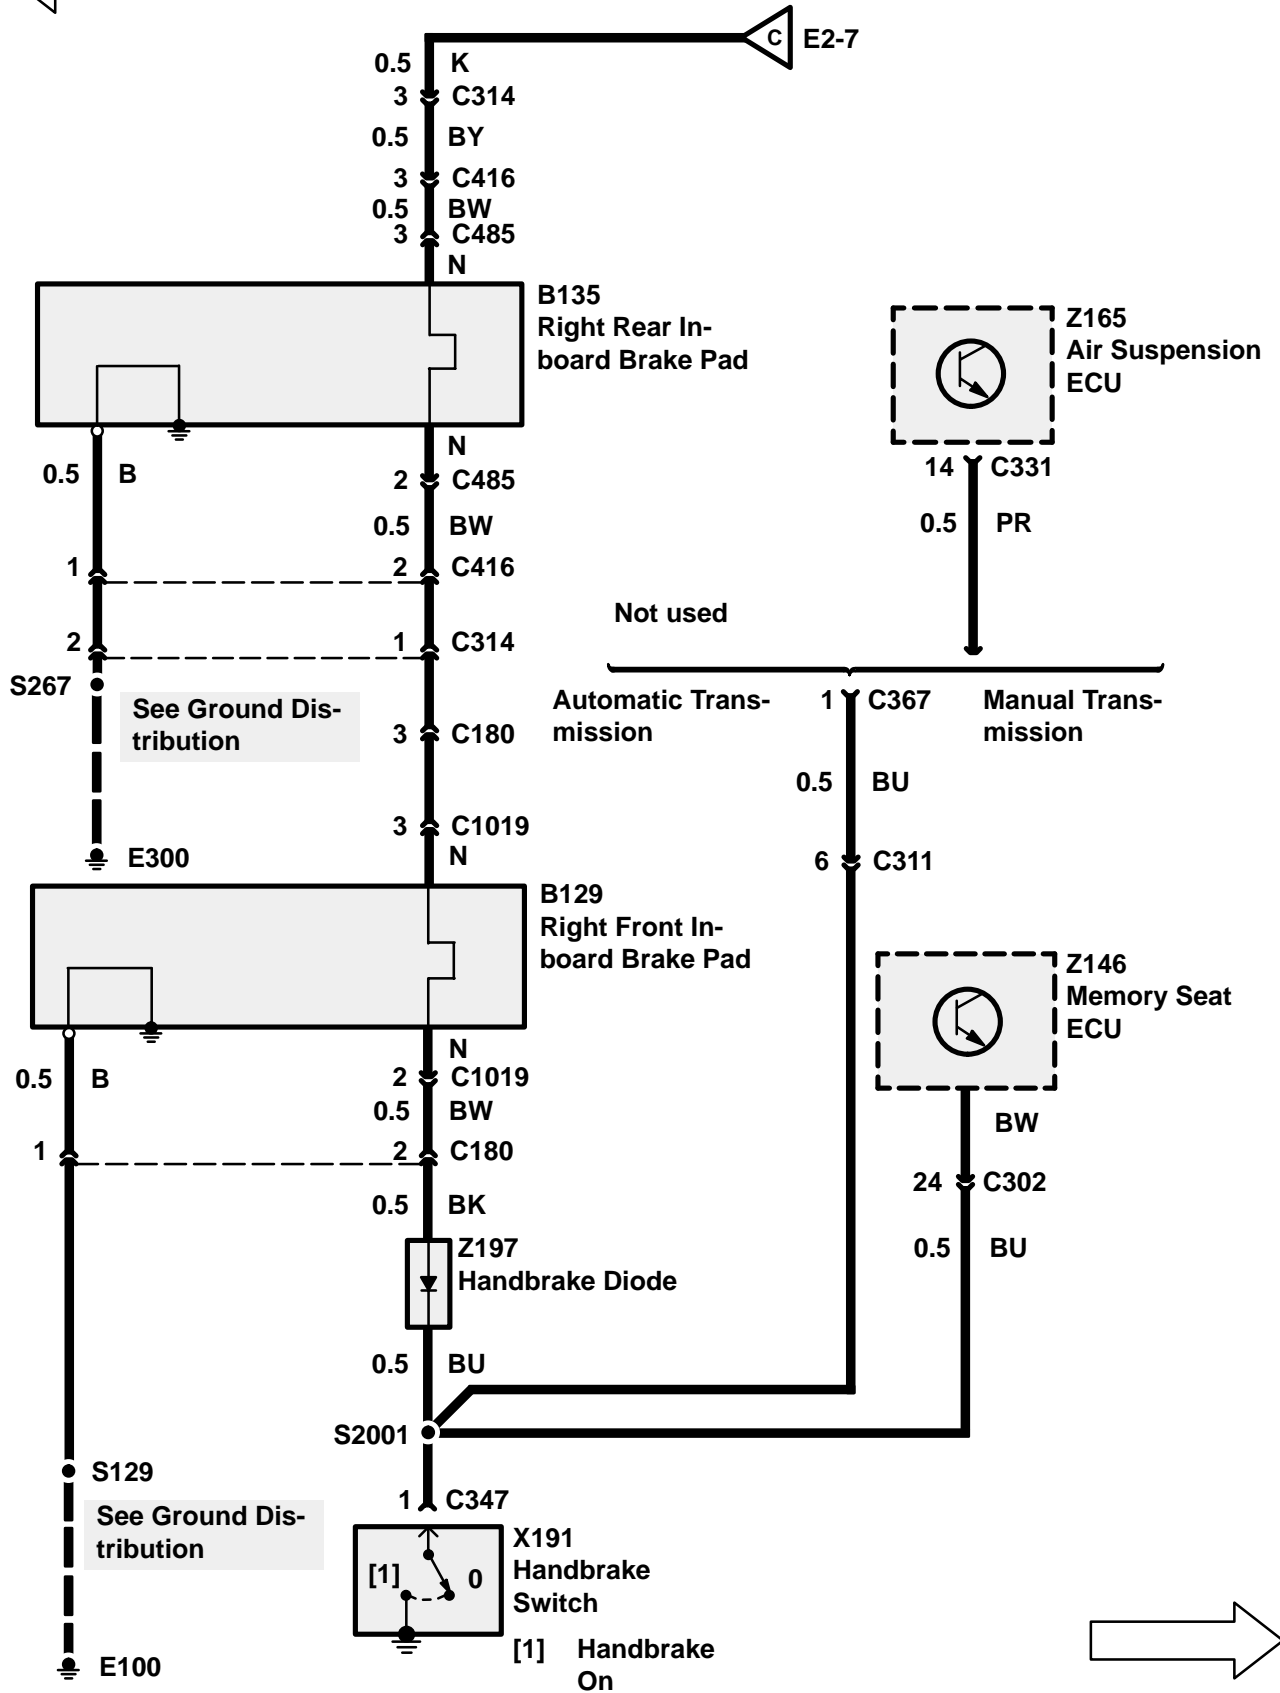 C E2-7
0.5 K
3 C314
0.5 BY
3 C416
0.5 BW
3 C485
N
B135
Right Rear In-
board Brake Pad
Z165
Air Suspension
ECU
N
0.5 B
2 C485
14 C331
0.5 BW
0.5 PR
1 2 C416
Not used
2 1 C314
S267
See Ground Dis-
tribution
Automatic Trans-
mission
1 C367
Manual Trans-
mission
3 C180
0.5 BU
3 C1019
N
E300
6 C311
B129
Right Front In-
board Brake Pad
Z146
Memory Seat
ECU
N
0.5 B
2 C1019
0.5 BW
BW
1 2 C180
24 C302
0.5 BK
0.5 BU
Z197
Handbrake Diode
0.5 BU
S2001
S129
1 C347
See Ground Dis-
tribution
X191
Handbrake
Switch
[1] 0
[1] Handbrake
On
E100